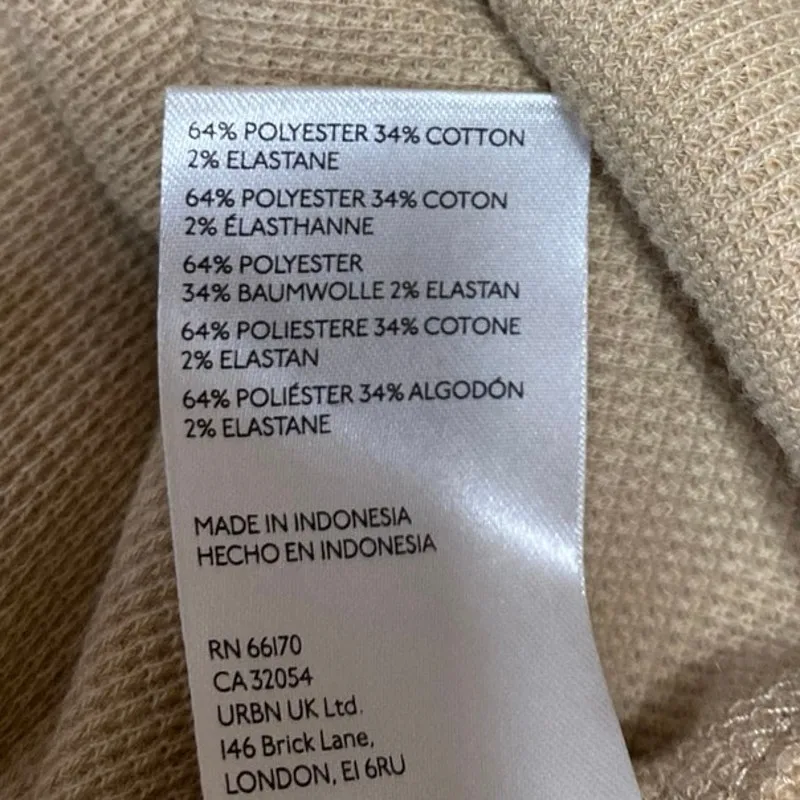 64% POLYESTER 34% COTTON
2% ELASTANE
64% POLYESTER 34% COTON
2% ÉLASTHANNE
64% POLYESTER
34% BAUMWOLLE 2% ELASTAN
64% POLIESTERE 34% COTONE
2% ELASTAN
64% POLIÉSTER 34% ALGODÓN
2% ELASTANE
MADE IN INDONESIA
HECHO EN INDONESIA
RN 66170
CA 32054
URBN UK Ltd.
146 Brick Lane,
LONDON, E1 6RU